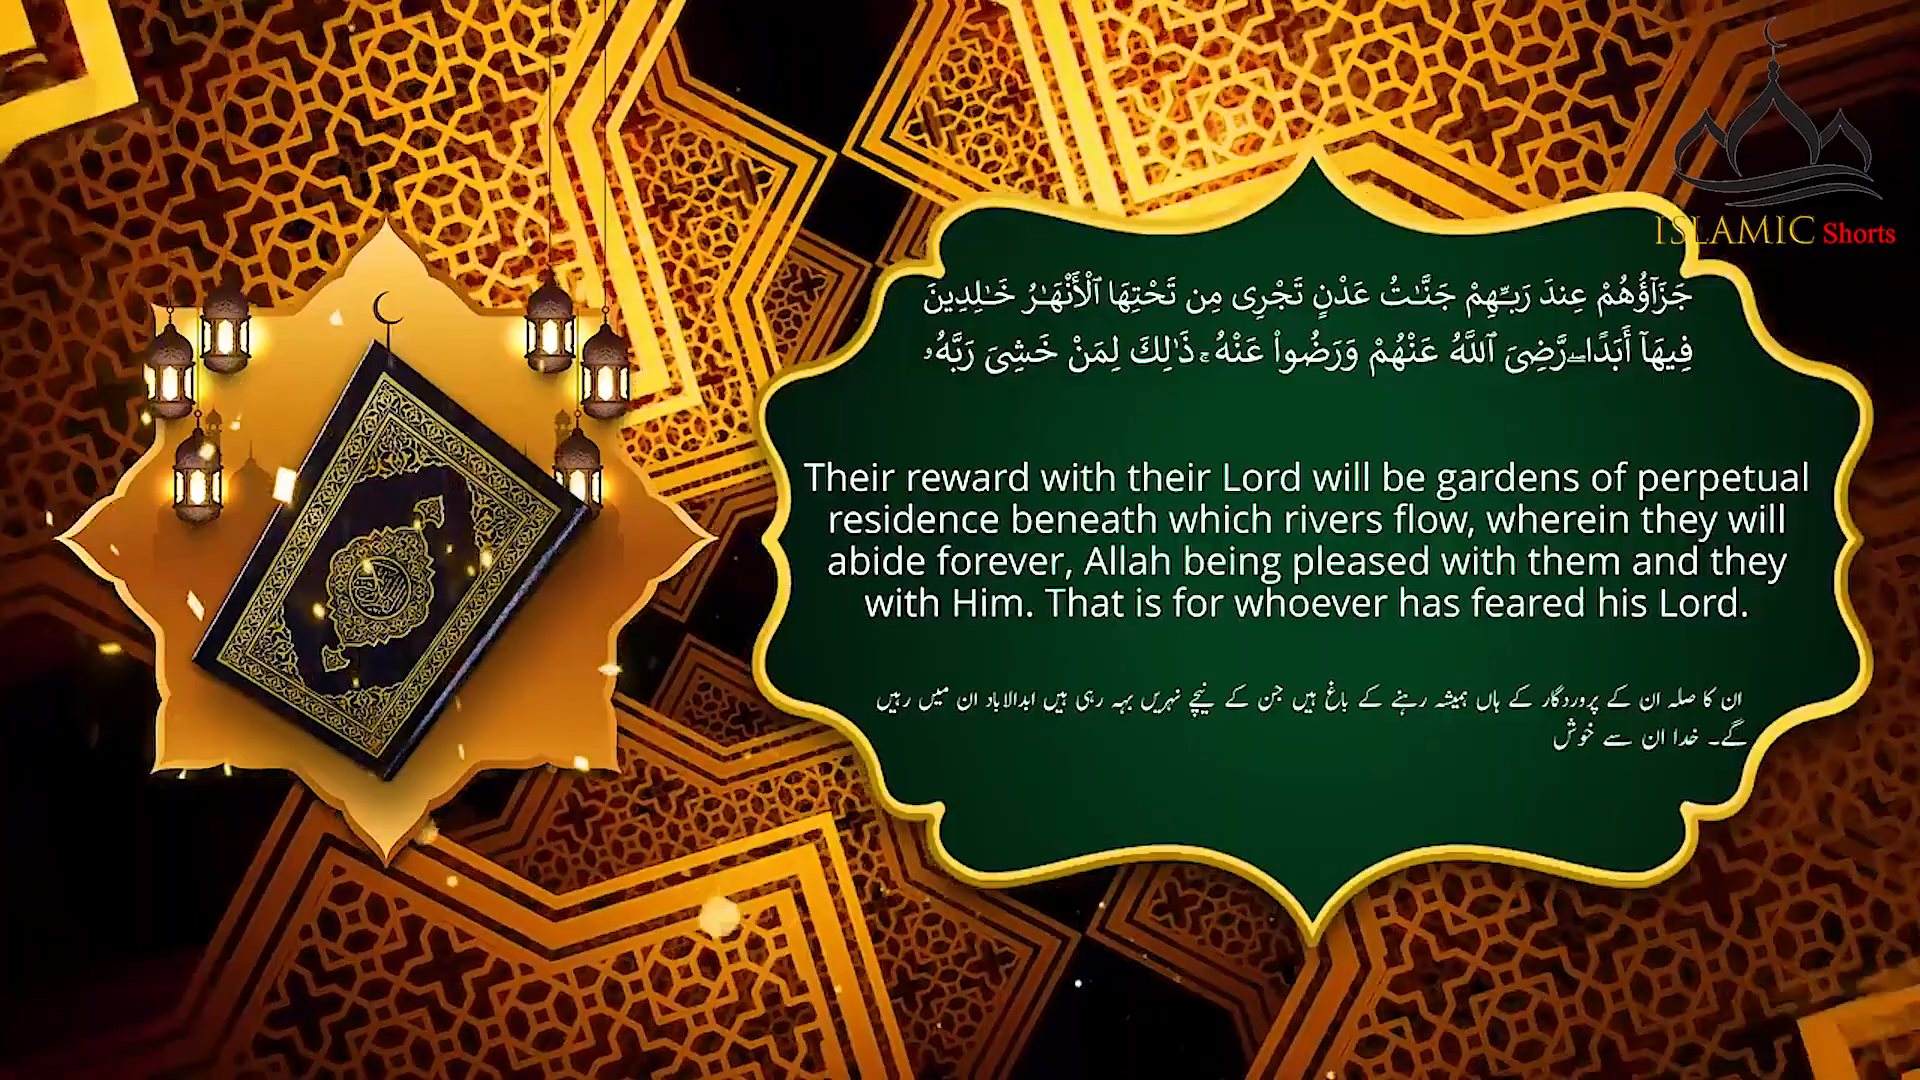 ISLAMIC Shorts
جَزَآؤُهُمْ عِندَ رَبِّهِمْ جَنَّـٰتُ عَدْنٍ تَجْرِى مِن تَحْتِهَا ٱلْأَنْهَـٰرُ خَـٰلِدِينَ
فِيهَآ أَبَدًا ۖ رَّضِىَ ٱللَّهُ عَنْهُمْ وَرَضُوا۟ عَنْهُ ۚ ذَٰلِكَ لِمَنْ خَشِىَ رَبَّهُۥ
Their reward with their Lord will be gardens of perpetual
residence beneath which rivers flow, wherein they will
abide forever, Allah being pleased with them and they
with Him. That is for whoever has feared his Lord.
ان کا صلہ ان کے پروردگار کے ہاں ہمیشہ رہنے کے باغ ہیں جن کے نیچے نہریں بہہ رہی ہیں ابدالاباد ان میں رہیں
گے۔ خدا ان سے خوش